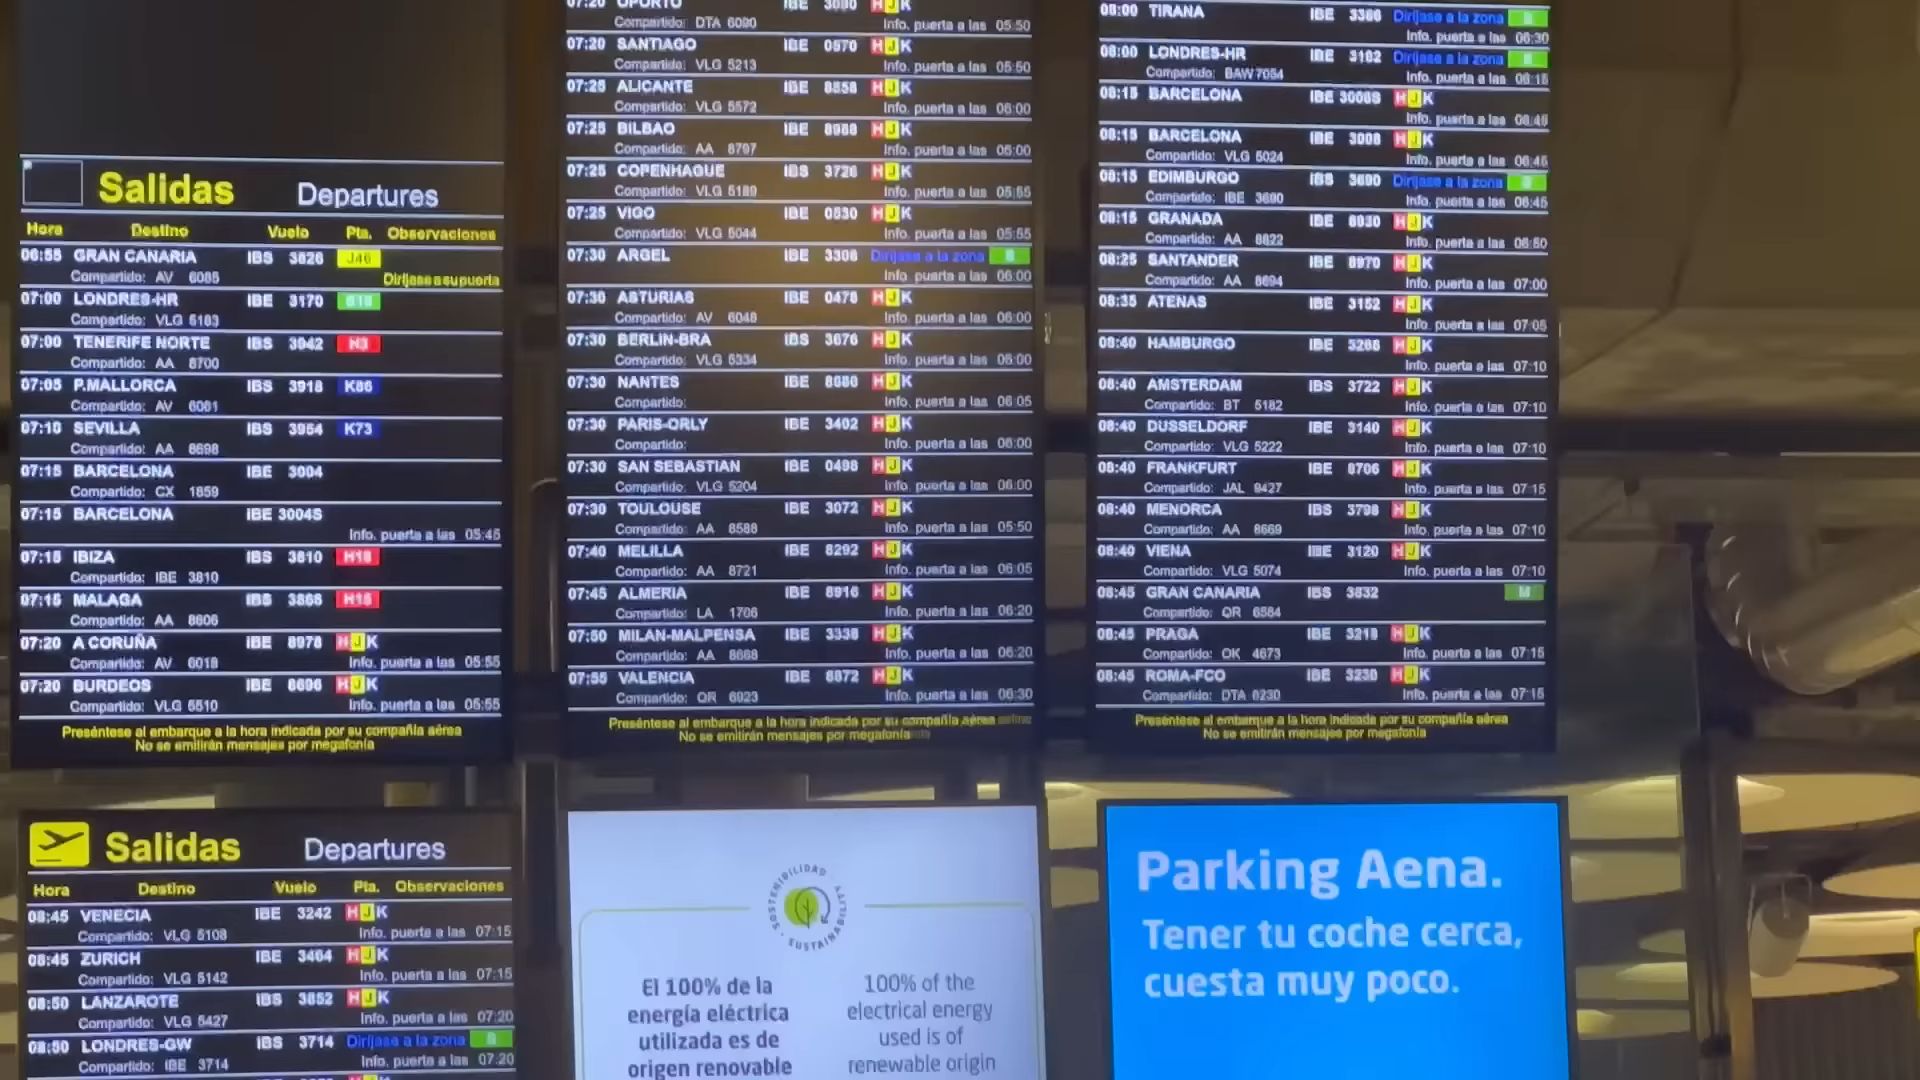 Salidas Departures
Hora Destino Vuelo Pta. Observaciones
06:55 GRAN CANARIA IBS 3826 J46
Compartido: AV 6085 Diríjase a su puerta
07:00 LONDRES-HR IBE 3170
Compartido: VLG 5183
07:00 TENERIFE NORTE IBS 3942 H3
Compartido: AA 8700
07:05 P.MALLORCA IBS 3918 K86
Compartido: AV 6061
07:10 SEVILLA IBS 3954 K73
Compartido: AA 8698
07:15 BARCELONA IBE 3004
Compartido: CX 1859
07:15 BARCELONA IBE 3004S
Info. puerta a las 05:45
07:15 IBIZA IBS 3810 H18
Compartido: IBE 3810
07:15 MALAGA IBS 3866 H15
Compartido: AA 8606
07:20 A CORUÑA IBE 8978 HJK
Compartido: AV 6018 Info. puerta a las 05:55
07:20 BURDEOS IBE 8696 HJK
Compartido: VLG 5510 Info. puerta a las 05:55
Preséntese al embarque a la hora indicada por su compañía aérea
No se emitirán mensajes por megafonía
07:20 OPORTO IBE HJK
Compartido: DTA 6090 Info. puerta a las 05:50
07:20 SANTIAGO IBE 0570 HJK
Compartido: VLG 5213 Info. puerta a las 05:50
07:25 ALICANTE IBE 8858 HJK
Compartido: VLG 5572 Info. puerta a las 06:00
07:25 BILBAO IBE 8988 HJK
Compartido: AA 8797 Info. puerta a las 06:00
07:25 COPENHAGUE IBS 3726 HJK
Compartido: VLG 5189 Info. puerta a las 05:55
07:25 VIGO IBE 0530 HJK
Compartido: VLG 5044 Info. puerta a las 05:55
07:30 ARGEL IBE 3306 Diríjase a la zona
Info. puerta a las 06:00
07:30 ASTURIAS IBE 0476 HJK
Compartido: AV 6048 Info. puerta a las 06:00
07:30 BERLIN-BRA IBS 3676 HJK
Compartido: VLG 5334 Info. puerta a las 06:00
07:30 NANTES IBE HJK
Compartido: Info. puerta a las 06:05
07:30 PARIS-ORLY IBE 3402 HJK
Compartido: Info. puerta a las 06:00
07:30 SAN SEBASTIAN IBE 0498 HJK
Compartido: VLG 5204 Info. puerta a las 06:00
07:30 TOULOUSE IBE 3072 HJK
Compartido: AA 8588 Info. puerta a las 05:50
07:40 MELILLA IBE 8292 HJK
Compartido: AA 8721 Info. puerta a las 06:05
07:45 ALMERIA IBE 8916 HJK
Compartido: LA 1706 Info. puerta a las 06:20
07:50 MILAN-MALPENSA IBE 3338 HJK
Compartido: AA 8668 Info. puerta a las 06:20
07:55 VALENCIA IBE 8872 HJK
Compartido: QR 6923 Info. puerta a las 06:30
Preséntese al embarque a la hora indicada por su compañía aérea
No se emitirán mensajes por megafonía
08:00 TIRANA IBE 3366 Diríjase a la zona
Info. puerta a las 06:30
08:00 LONDRES-HR IBE 3162 Diríjase a la zona
Compartido: BAW 7054 Info. puerta a las 06:15
08:15 BARCELONA IBE 3008S HJK
Info. puerta a las 06:45
08:15 BARCELONA IBE 3008 HJK
Compartido: VLG 5024 Info. puerta a las 06:45
08:15 EDIMBURGO IBS 3690 Diríjase a la zona
Compartido: IBE 3690 Info. puerta a las 06:45
08:15 GRANADA IBE HJK
Compartido: AA 8822 Info. puerta a las 06:50
08:25 SANTANDER IBE 8970 HJK
Compartido: AA 8694 Info. puerta a las 07:00
08:35 ATENAS IBE 3152 HJK
Info. puerta a las 07:05
08:40 HAMBURGO IBE 3268 HJK
Info. puerta a las 07:10
08:40 AMSTERDAM IBS 3722 HJK
Compartido: BT 5182 Info. puerta a las 07:10
08:40 DUSSELDORF IBE 3140 HJK
Compartido: VLG 5222 Info. puerta a las 07:10
08:40 FRANKFURT IBE 8706 HJK
Compartido: JAL 9427 Info. puerta a las 07:15
08:40 MENORCA IBS 3798 HJK
Compartido: AA 8669 Info. puerta a las 07:10
08:40 VIENA IBE 3120 HJK
Compartido: VLG 5074 Info. puerta a las 07:10
08:45 GRAN CANARIA IBS 3832 M
Compartido: QR 6584
08:45 PRAGA IBE 3218 HJK
Compartido: OK 4673 Info. puerta a las 07:15
08:45 ROMA-FCO IBE 3230 HJK
Compartido: DTA 6230 Info. puerta a las 07:15
Preséntese al embarque a la hora indicada por su compañía aérea
No se emitirán mensajes por megafonía
Salidas Departures
Hora Destino Vuelo Pta. Observaciones
08:45 VENECIA IBE 3242 HJK
Compartido: VLG 5108 Info. puerta a las 07:15
08:45 ZURICH IBE 3464 HJK
Compartido: VLG 5142 Info. puerta a las 07:15
08:50 LANZAROTE IBS 3852 HJK
Compartido: VLG 5427 Info. puerta a las 07:20
08:50 LONDRES-GW IBS 3714 Diríjase a la zona
Compartido: IBE 3714 Info. puerta a las 07:20
SOSTENIBILIDAD · SUSTAINABILITY
El 100% de la
energía eléctrica
utilizada es de
origen renovable
100% of the
electrical energy
used is of
renewable origin
Parking Aena.
Tener tu coche cerca,
cuesta muy poco.